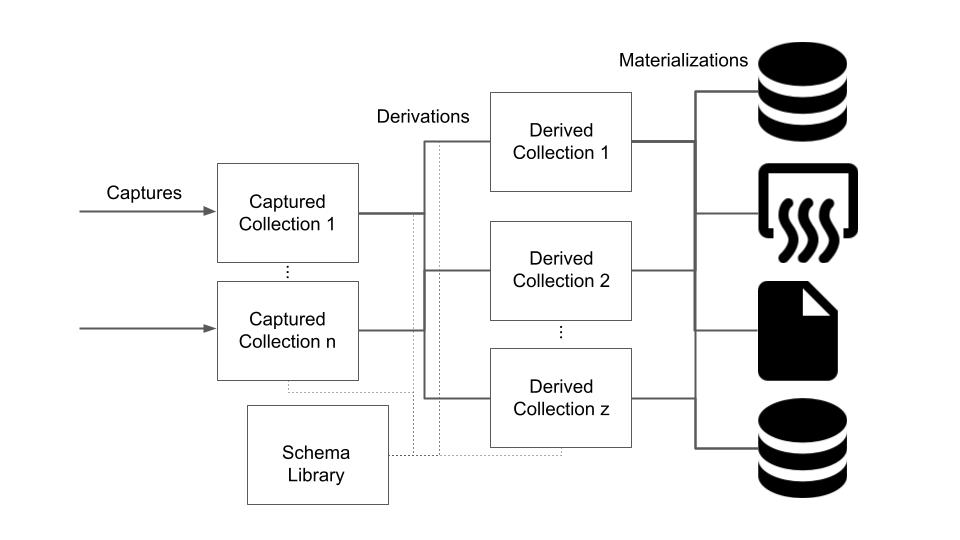 Materializations
Derivations
Derived
Collection 1
Captures
Captured
Collection 1
Derived
Collection 2
...
Captured
Collection n
...
Derived
Collection z
Schema
Library